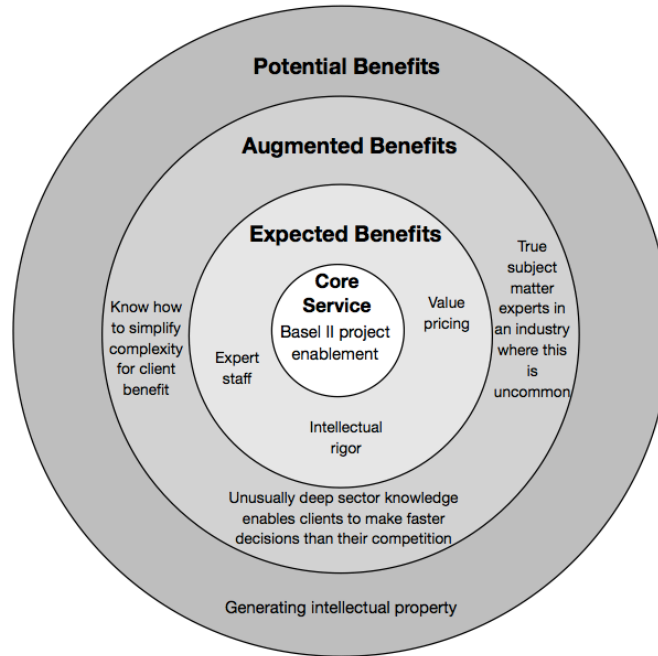 Potential Benefits
Augmented Benefits
Expected Benefits
Core
Service
Basel II project
enablement
Value
pricing
Expert
staff
Intellectual
rigor
Know how
to simplify
complexity
for client
benefit
True
subject
matter
experts in
an industry
where this
is
uncommon
Unusually deep sector knowledge
enables clients to make faster
decisions than their competition
Generating intellectual property